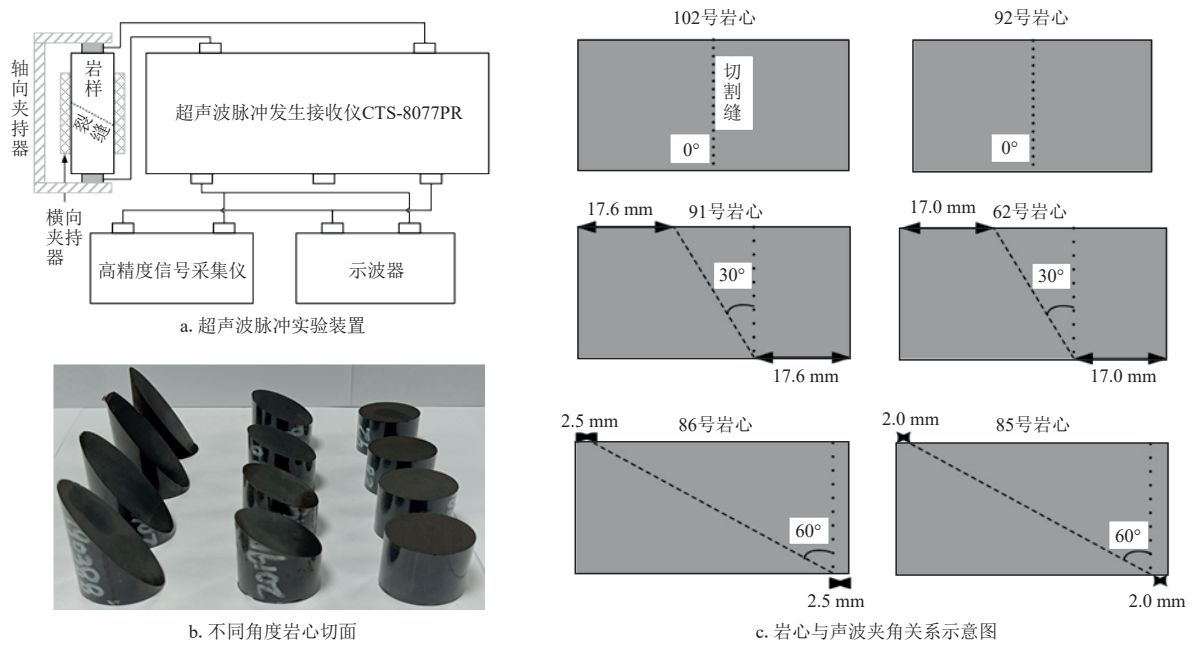 轴向夹持器
岩样
裂缝
横向夹持器
超声波脉冲发生接收仪CTS-8077PR
高精度信号采集仪
示波器
a. 超声波脉冲实验装置
b. 不同角度岩心切面
102号岩心
切割缝
0°
92号岩心
0°
17.6 mm
91号岩心
30°
17.6 mm
17.0 mm
62号岩心
30°
17.0 mm
2.5 mm
86号岩心
60°
2.5 mm
2.0 mm
85号岩心
60°
2.0 mm
c. 岩心与声波夹角关系示意图